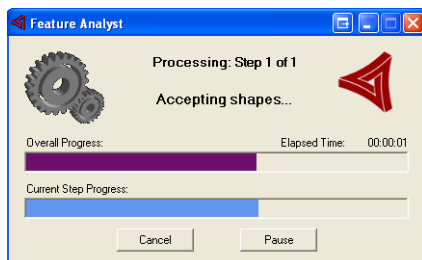 Feature Analyst
Processing: Step 1 of 1
Accepting shapes...
Overall Progress: Elapsed Time: 00:00:01
Current Step Progress:
Cancel Pause